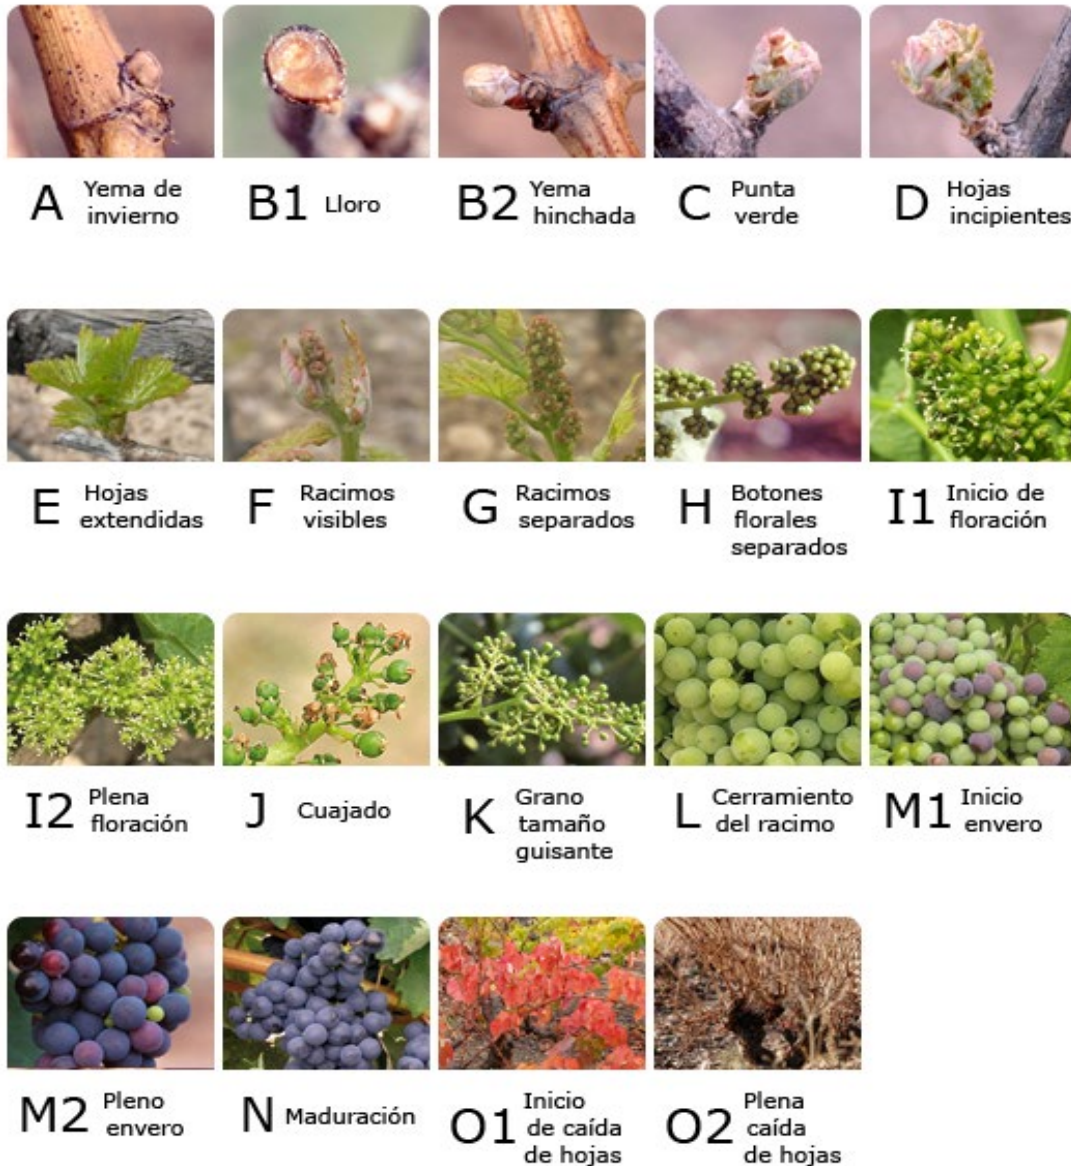 A Yema de
invierno
B1 Lloro
B2 Yema
hinchada
C Punta
verde
D Hojas
incipientes
E Hojas
extendidas
F Racimos
visibles
G Racimos
separados
H Botones
florales
separados
I1 Inicio de
floración
I2 Plena
floración
J Cuajado
K Grano
tamaño
guisante
L Cerramiento
del racimo
M1 Inicio
envero
M2 Pleno
envero
N Maduración
O1 Inicio
de caída
de hojas
O2 Plena
caída
de hojas